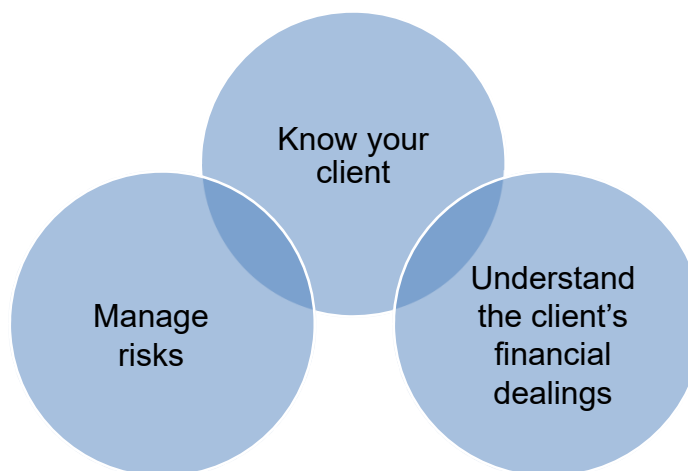 Know your
client
Manage
risks
Understand
the client’s
financial
dealings